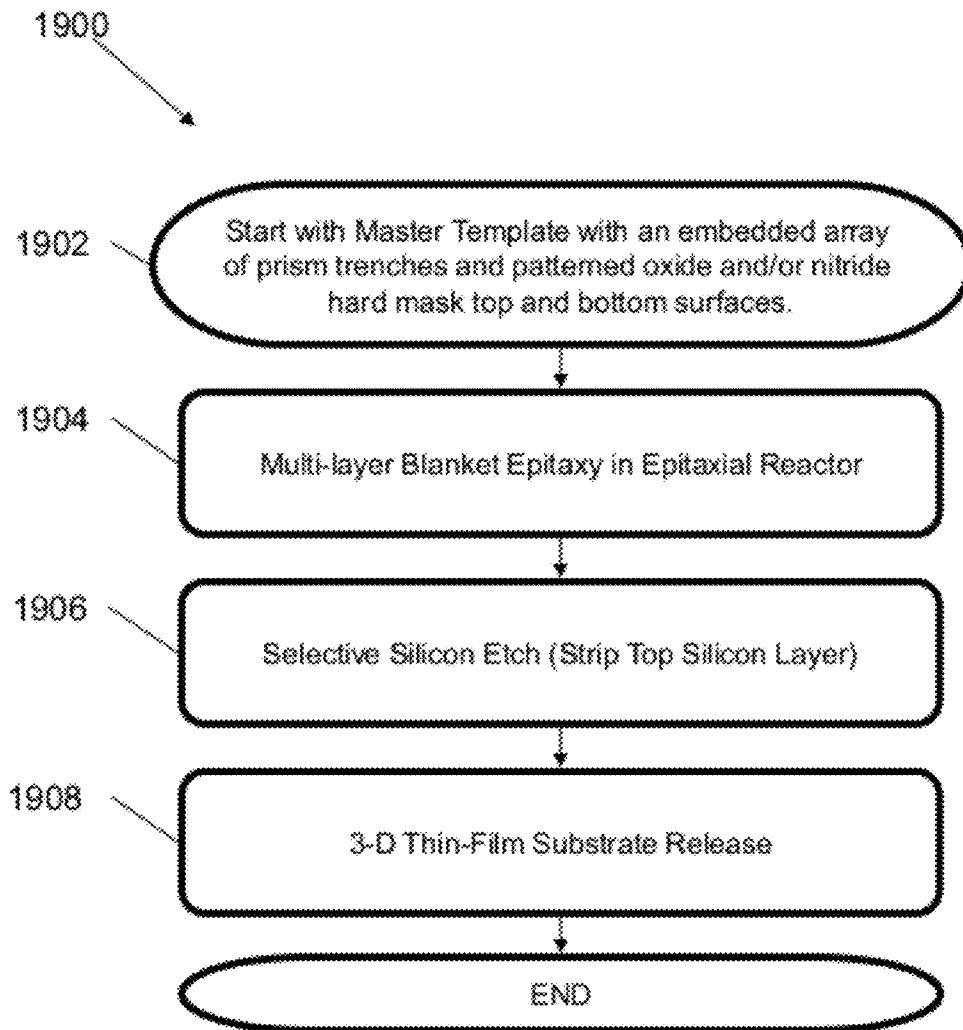 1900
1902
Start with Master Template with an embedded array
of prism trenches and patterned oxide and/or nitride
hard mask top and bottom surfaces.
1904
Multi-layer Blanket Epitaxy in Epitaxial Reactor
1906
Selective Silicon Etch (Strip Top Silicon Layer)
1908
3-D Thin-Film Substrate Release
END